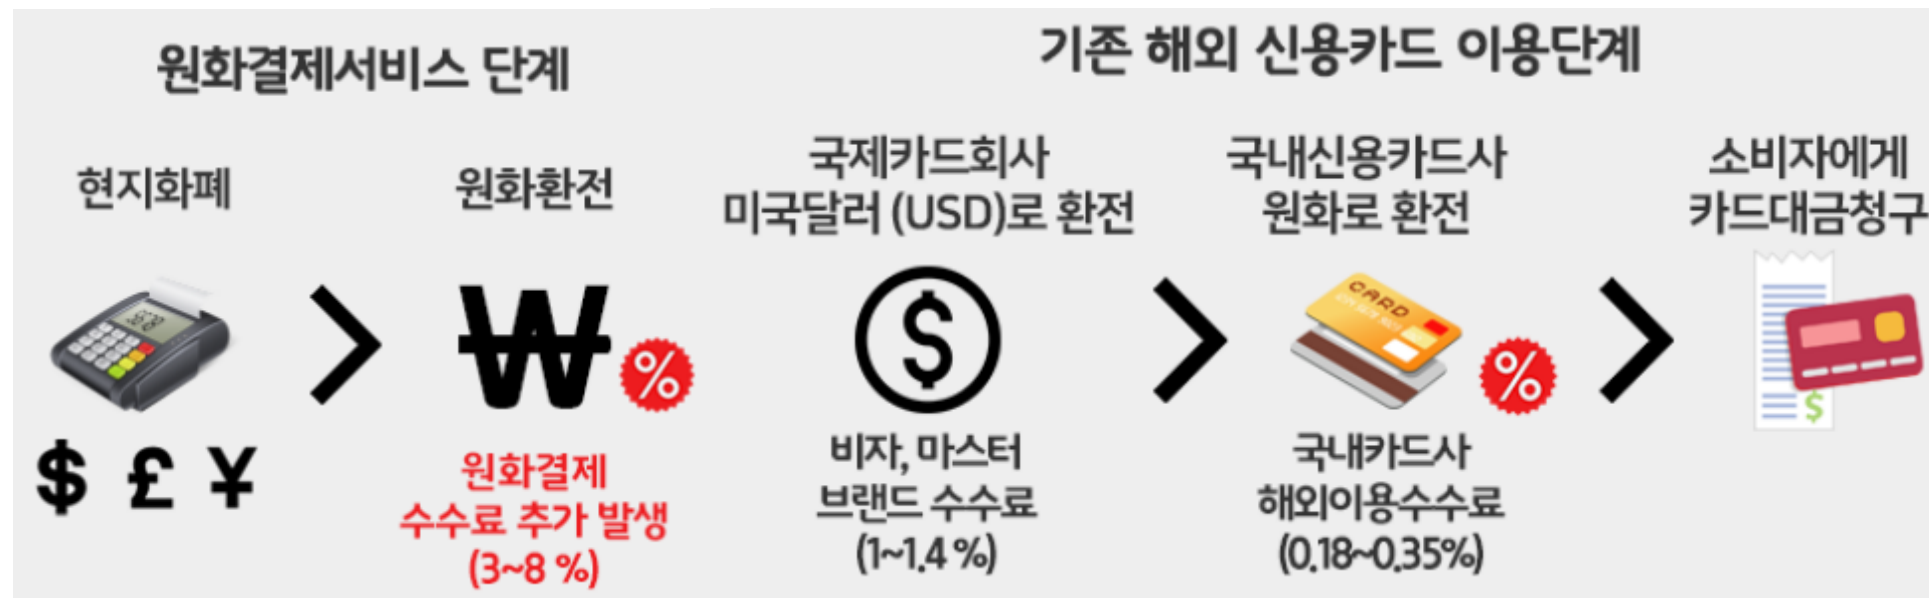 원화결제서비스 단계
기존 해외 신용카드 이용단계
현지화폐
$ £ ¥
원화환전
₩
%
원화결제
수수료 추가 발생
(3~8 %)
국제카드회사
미국달러 (USD)로 환전
$
비자, 마스터
브랜드 수수료
(1~1.4 %)
국내신용카드사
원화로 환전
CARD
%
국내카드사
해외이용수수료
(0.18~0.35%)
소비자에게
카드대금청구
$